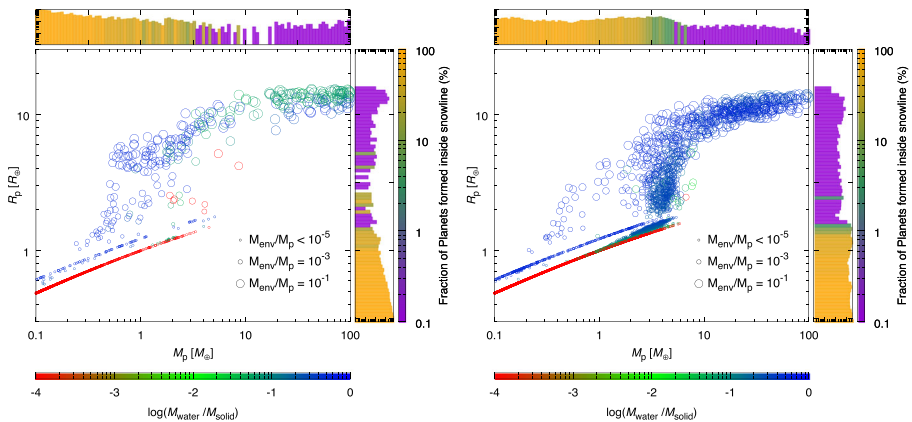 100
10
1
0.1
Fraction of Planets formed inside snowline (%)
10
1
R_p [R_⊕]
M_env/M_p < 10^-5
M_env/M_p = 10^-3
M_env/M_p = 10^-1
0.1 1 10 100
M_p [M_⊕]
-4 -3 -2 -1 0
log(M_water /M_solid)
100
10
1
0.1
Fraction of Planets formed inside snowline (%)
10
1
R_p [R_⊕]
M_env/M_p < 10^-5
M_env/M_p = 10^-3
M_env/M_p = 10^-1
0.1 1 10 100
M_p [M_⊕]
-4 -3 -2 -1 0
log(M_water /M_solid)